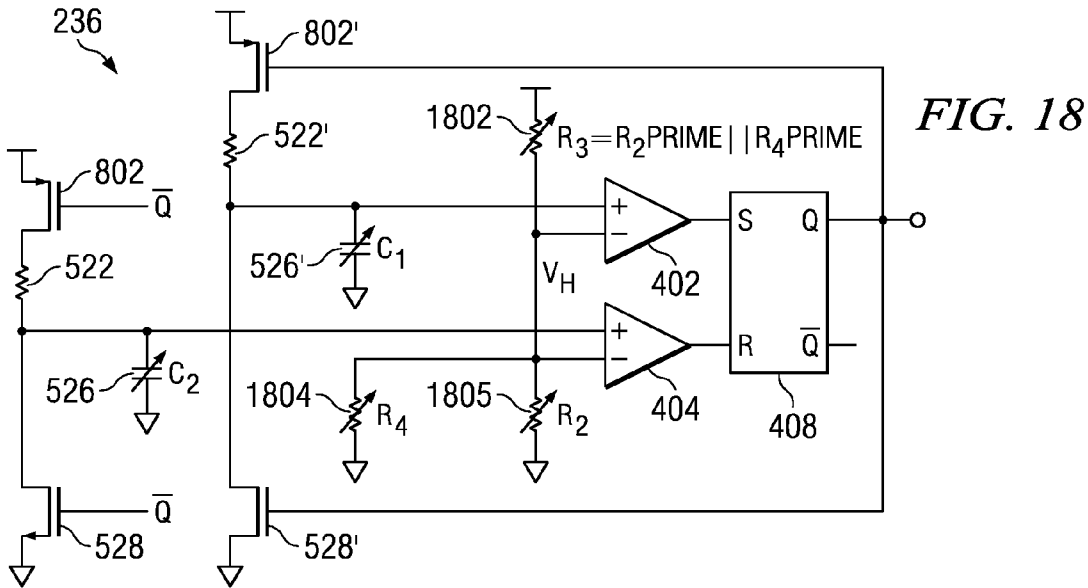 236
802'
FIG. 18
1802
R3=R2PRIME||R4PRIME
522'
802
Q̅
S Q
+
−
402
522
526' C1
VH
+
−
R Q̅
526 C2
1804 R4
1805 R2
404
408
528 Q̅
528'